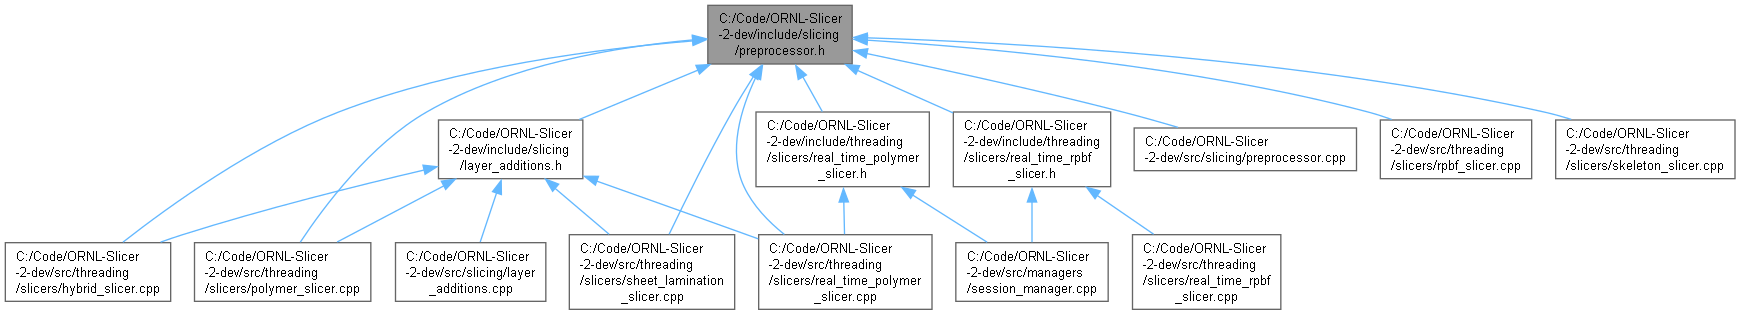 C:/Code/ORNL-Slicer
-2-dev/include/slicing
/preprocessor.h
C:/Code/ORNL-Slicer
-2-dev/include/slicing
/layer_additions.h
C:/Code/ORNL-Slicer
-2-dev/include/threading
/slicers/real_time_polymer
_slicer.h
C:/Code/ORNL-Slicer
-2-dev/include/threading
/slicers/real_time_rpbf
_slicer.h
C:/Code/ORNL-Slicer
-2-dev/src/slicing/preprocessor.cpp
C:/Code/ORNL-Slicer
-2-dev/src/threading
/slicers/rpbf_slicer.cpp
C:/Code/ORNL-Slicer
-2-dev/src/threading
/slicers/skeleton_slicer.cpp
C:/Code/ORNL-Slicer
-2-dev/src/threading
/slicers/hybrid_slicer.cpp
C:/Code/ORNL-Slicer
-2-dev/src/threading
/slicers/polymer_slicer.cpp
C:/Code/ORNL-Slicer
-2-dev/src/slicing/layer
_additions.cpp
C:/Code/ORNL-Slicer
-2-dev/src/threading
/slicers/sheet_lamination
_slicer.cpp
C:/Code/ORNL-Slicer
-2-dev/src/threading
/slicers/real_time_polymer
_slicer.cpp
C:/Code/ORNL-Slicer
-2-dev/src/managers
/session_manager.cpp
C:/Code/ORNL-Slicer
-2-dev/src/threading
/slicers/real_time_rpbf
_slicer.cpp